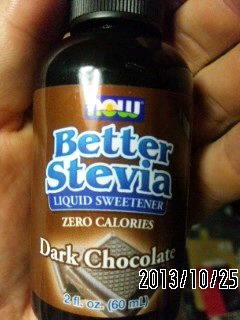 now
Better
Stevia
LIQUID SWEETENER
ZERO CALORIES
Dark Chocolate
2 fl. oz. (60 mL)
2013/10/25